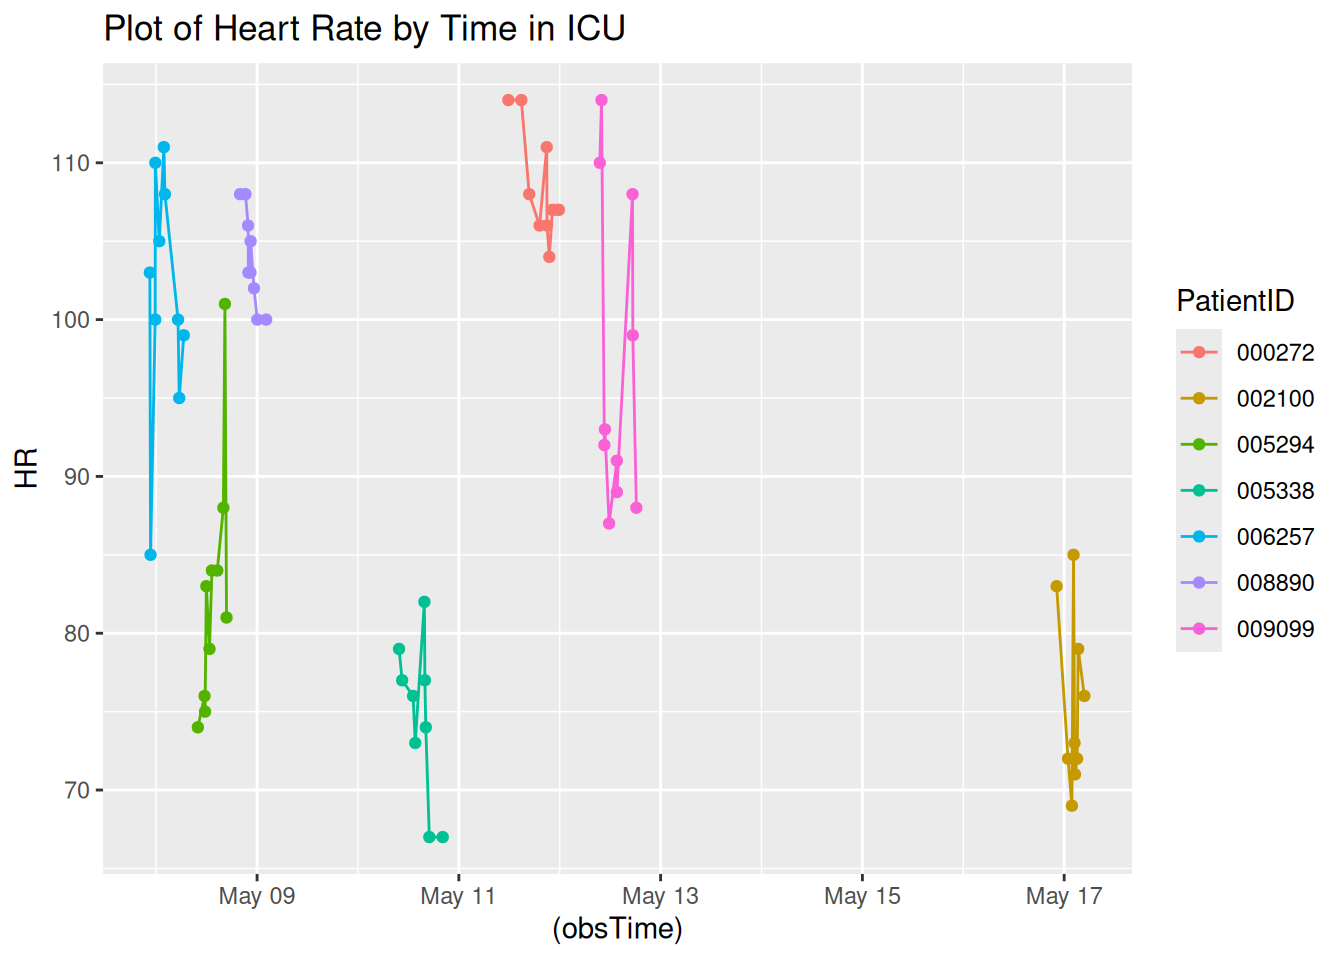 Plot of Heart Rate by Time in ICU
HR
110
100
90
80
70
May 09
May 11
May 13
May 15
May 17
(obsTime)
PatientID
000272
002100
005294
005338
006257
008890
009099